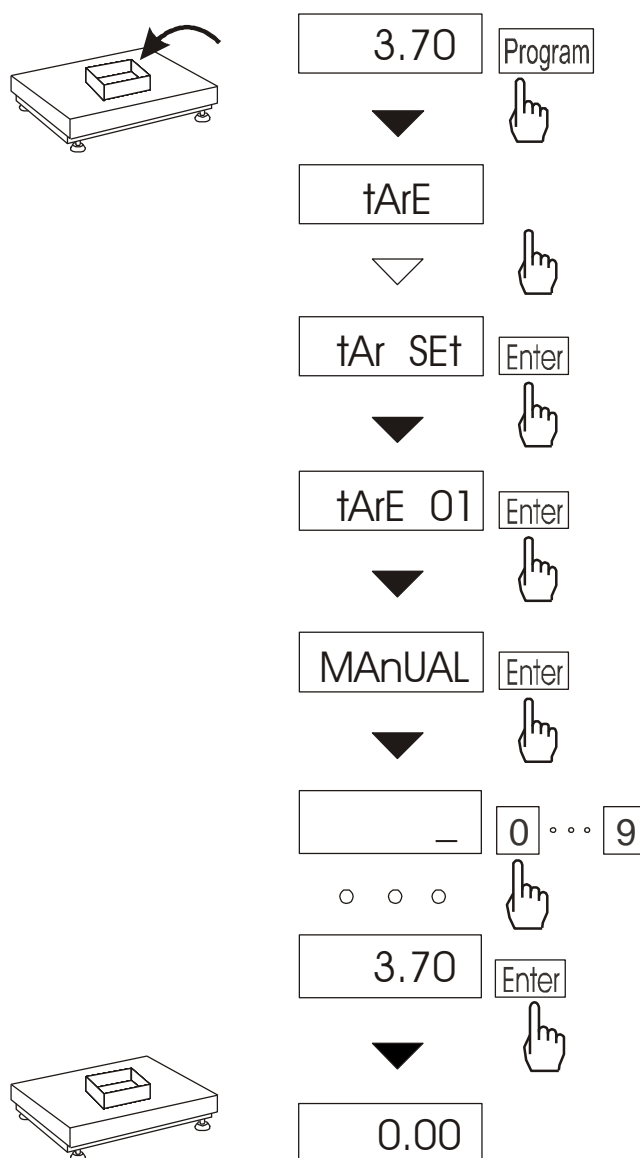 3.70 Program
tArE
tAr SEt Enter
tArE 01 Enter
MAnUAL Enter
_ 0 ∘∘∘ 9
3.70 Enter
0.00